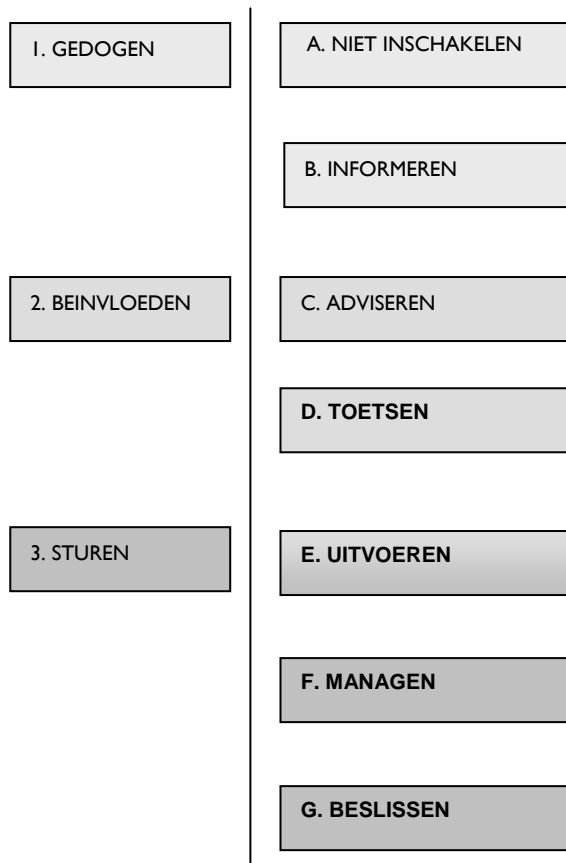 1. GEDOGEN
A. NIET INSCHAKELEN
B. INFORMEREN
2. BEINVLOEDEN
C. ADVISEREN
D. TOETSEN
3. STUREN
E. UITVOEREN
F. MANAGEN
G. BESLISSEN